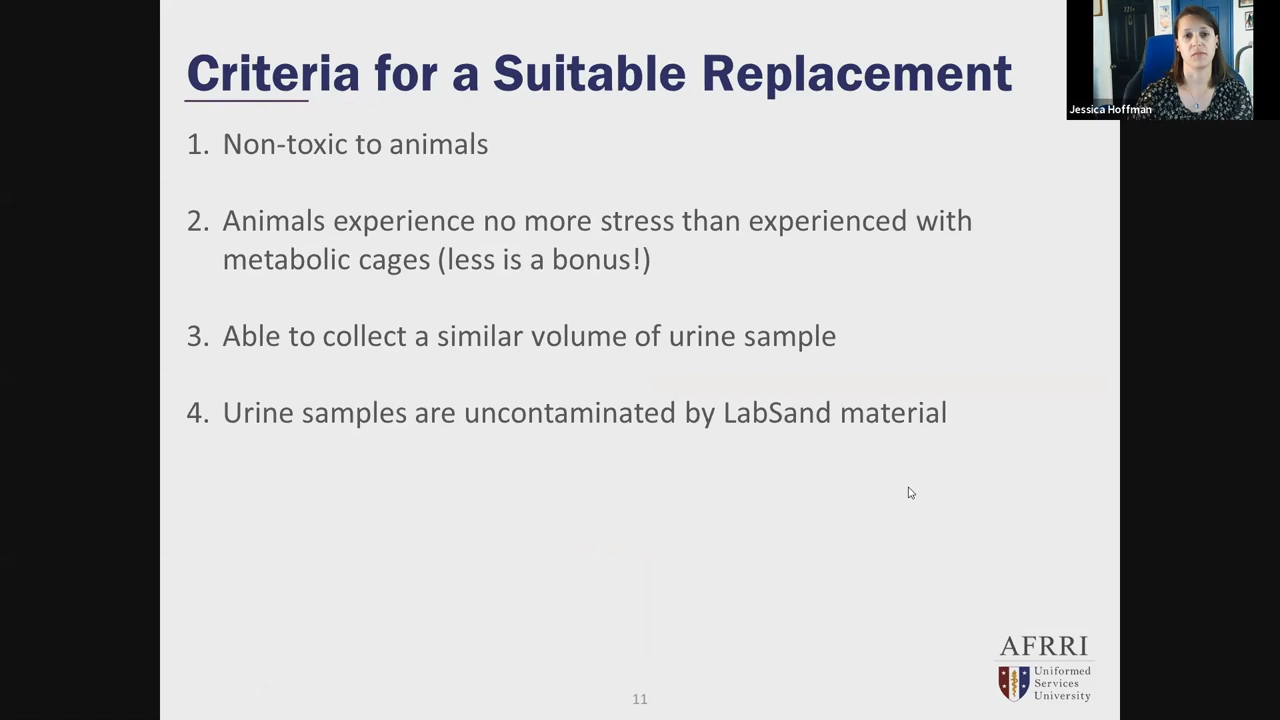 Criteria for a Suitable Replacement
Jessica Hoffman
1. Non-toxic to animals
2. Animals experience no more stress than experienced with
metabolic cages (less is a bonus!)
3. Able to collect a similar volume of urine sample
4. Urine samples are uncontaminated by LabSand material
AFRRI
Uniformed
Services
University
11